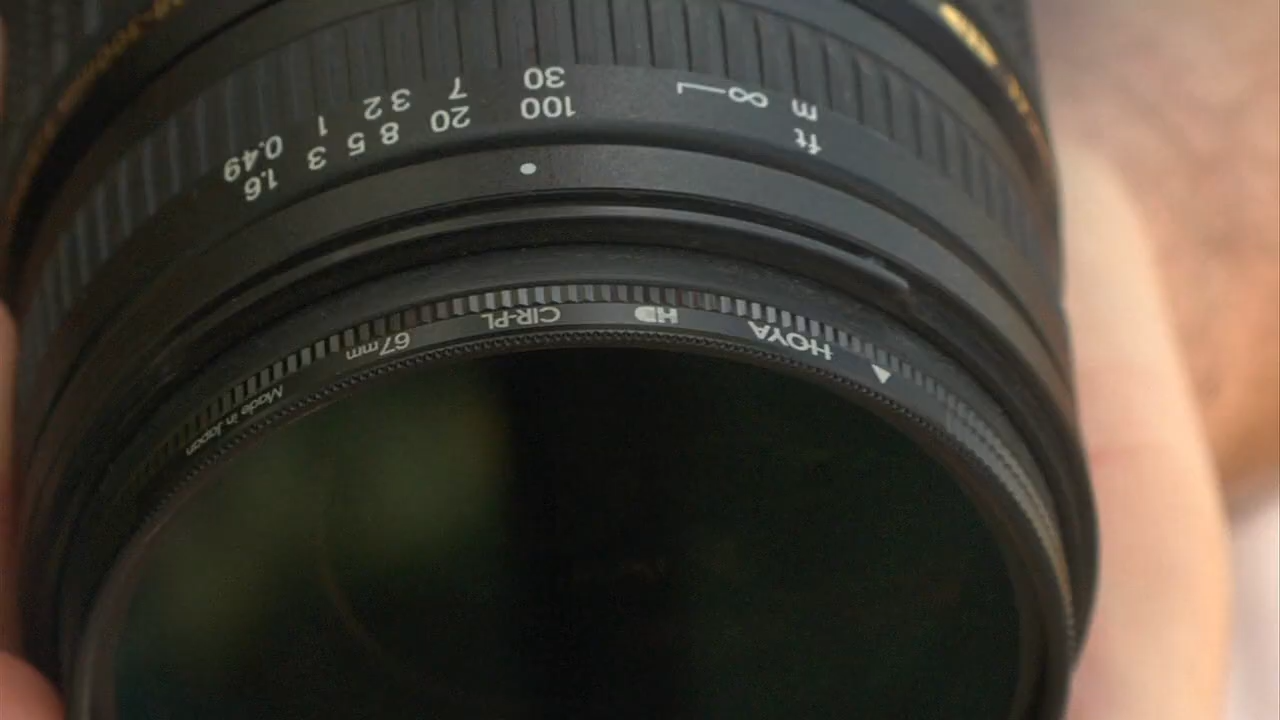 ft 100 20 8 5 3 1.6
m ∞ 30 7 3 2 1 0.49
HOYA HD CIR-PL 67mm Made in Japan